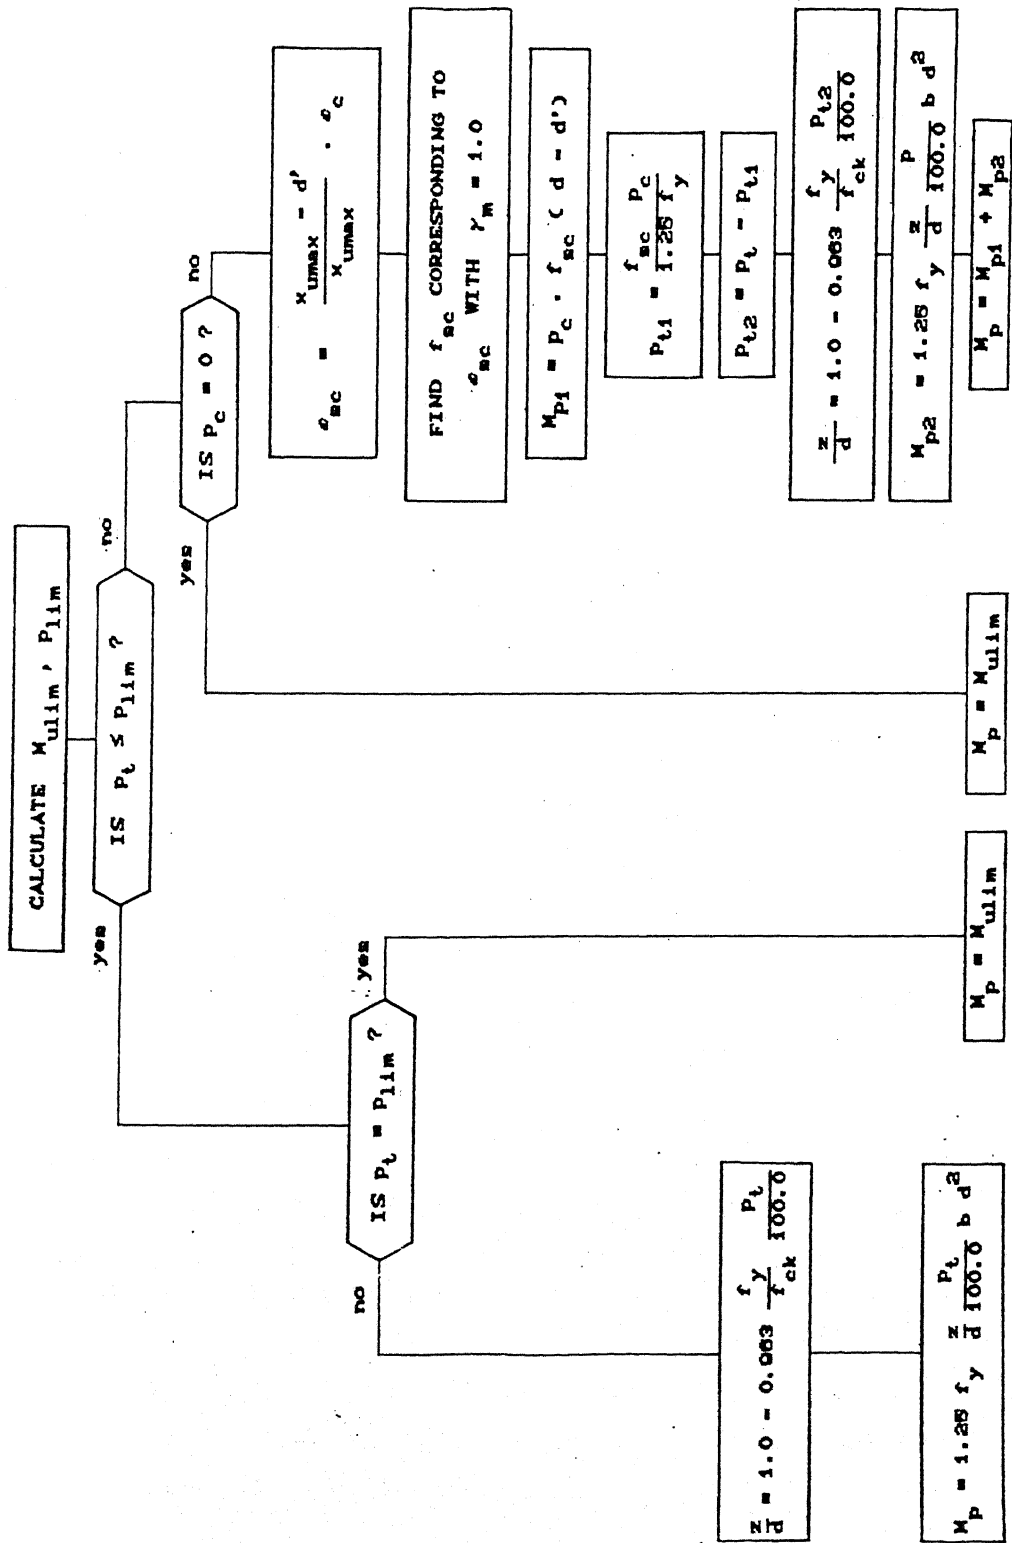 CALCULATE M_ulim , P_lim
IS P_t ≤ P_lim ?
yes
no
IS P_t = P_lim ?
no
yes
z/d = 1.0 - 0.963 f_y/f_ck P_t/100.0
M_p = 1.25 f_y z/d P_t/100.0 b d²
M_p = M_ulim
IS P_c = 0 ?
yes
no
M_p = M_ulim
e_sc = (x_umax - d')/x_umax . e_c
FIND f_sc CORRESPONDING TO
e_sc WITH γ_m = 1.0
M_p1 = P_c . f_sc ( d - d')
P_t1 = f_sc P_c/1.25 f_y
P_t2 = P_t - P_t1
z/d = 1.0 - 0.963 f_y/f_ck P_t2/100.0
M_p2 = 1.25 f_y z/d P/100.0 b d²
M_p = M_p1 + M_p2